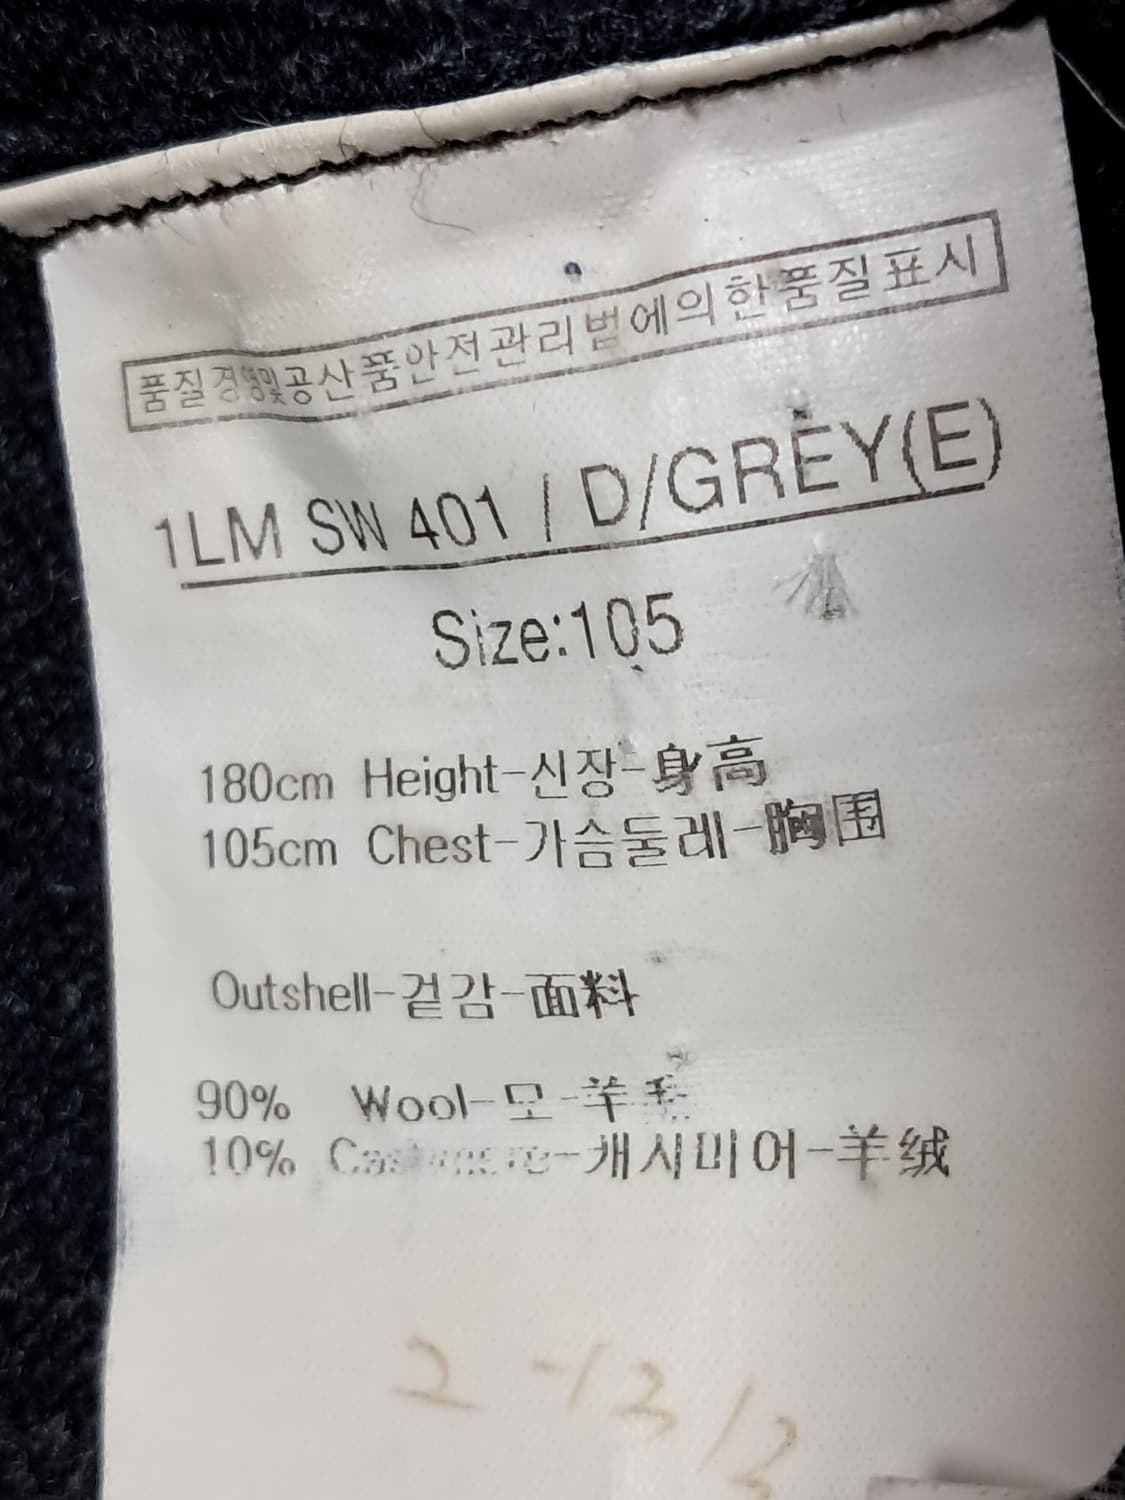 품질경영및공산품안전관리법에의한품질표시
1LM SW 401 / D/GREY(E)
Size:105
180cm Height-신장-身高
105cm Chest-가슴둘레-胸围
Outshell-겉감-面料
90% Wool-모-羊毛
10% Cashmere-캐시미어-羊绒